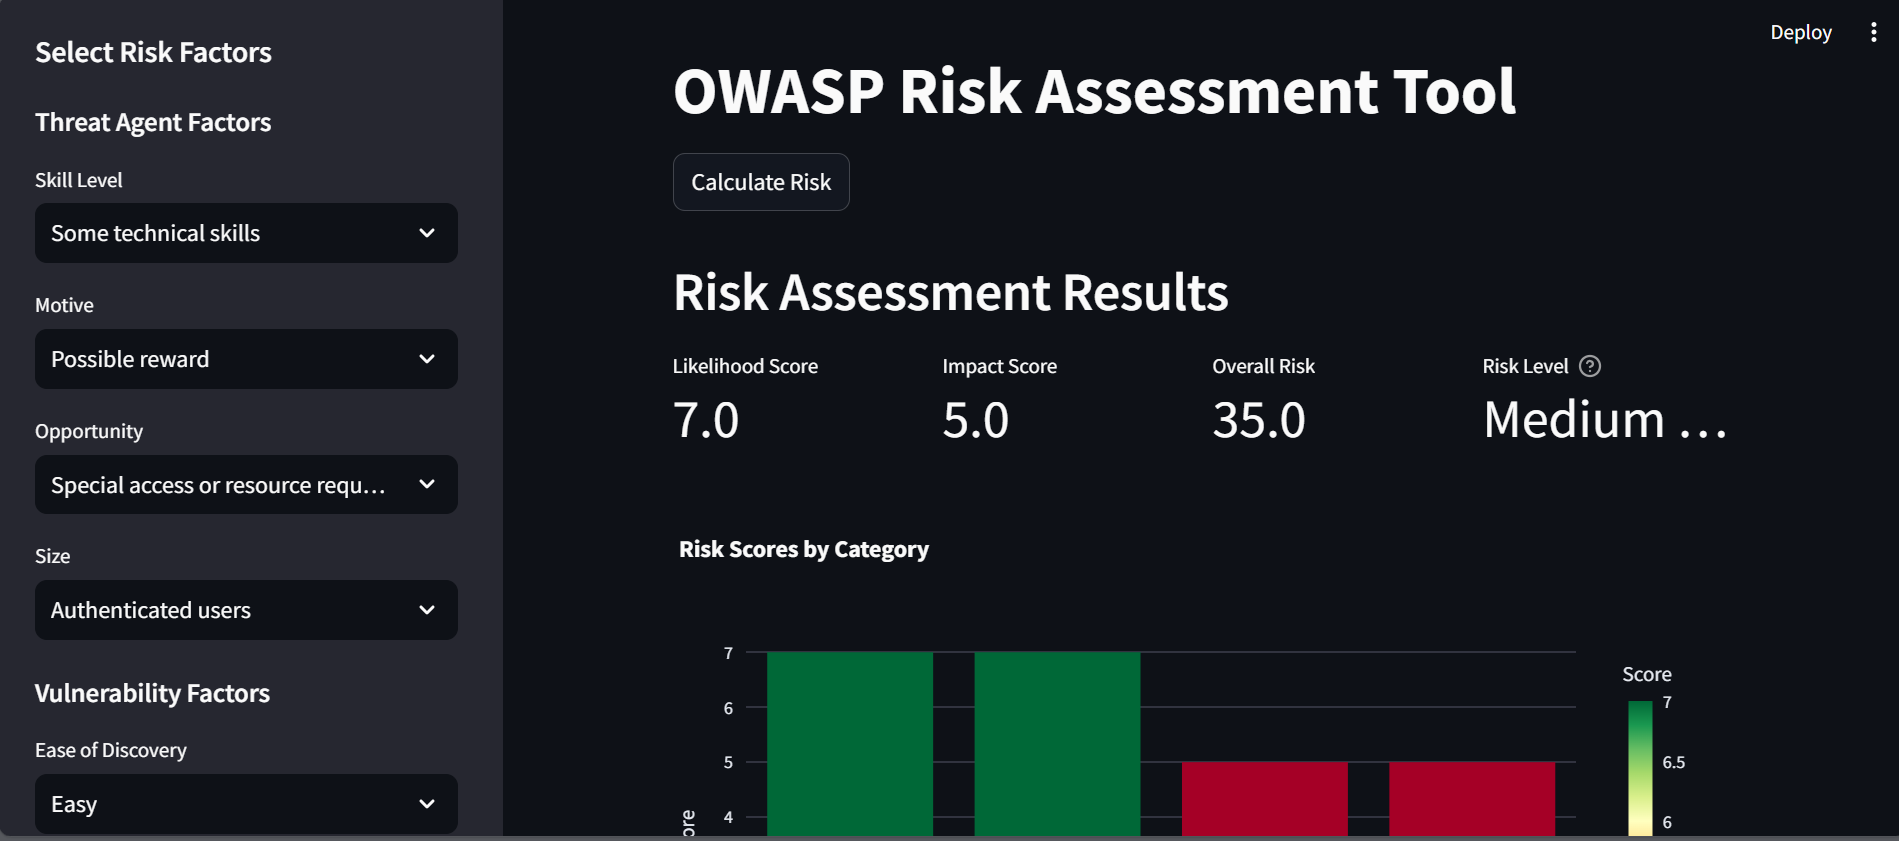 Select Risk Factors
Threat Agent Factors
Skill Level
Some technical skills
Motive
Possible reward
Opportunity
Special access or resource requ...
Size
Authenticated users
Vulnerability Factors
Ease of Discovery
Easy
Deploy
OWASP Risk Assessment Tool
Calculate Risk
Risk Assessment Results
Likelihood Score
7.0
Impact Score
5.0
Overall Risk
35.0
Risk Level
Medium ...
Risk Scores by Category
7
6
5
4
Score
7
6.5
6